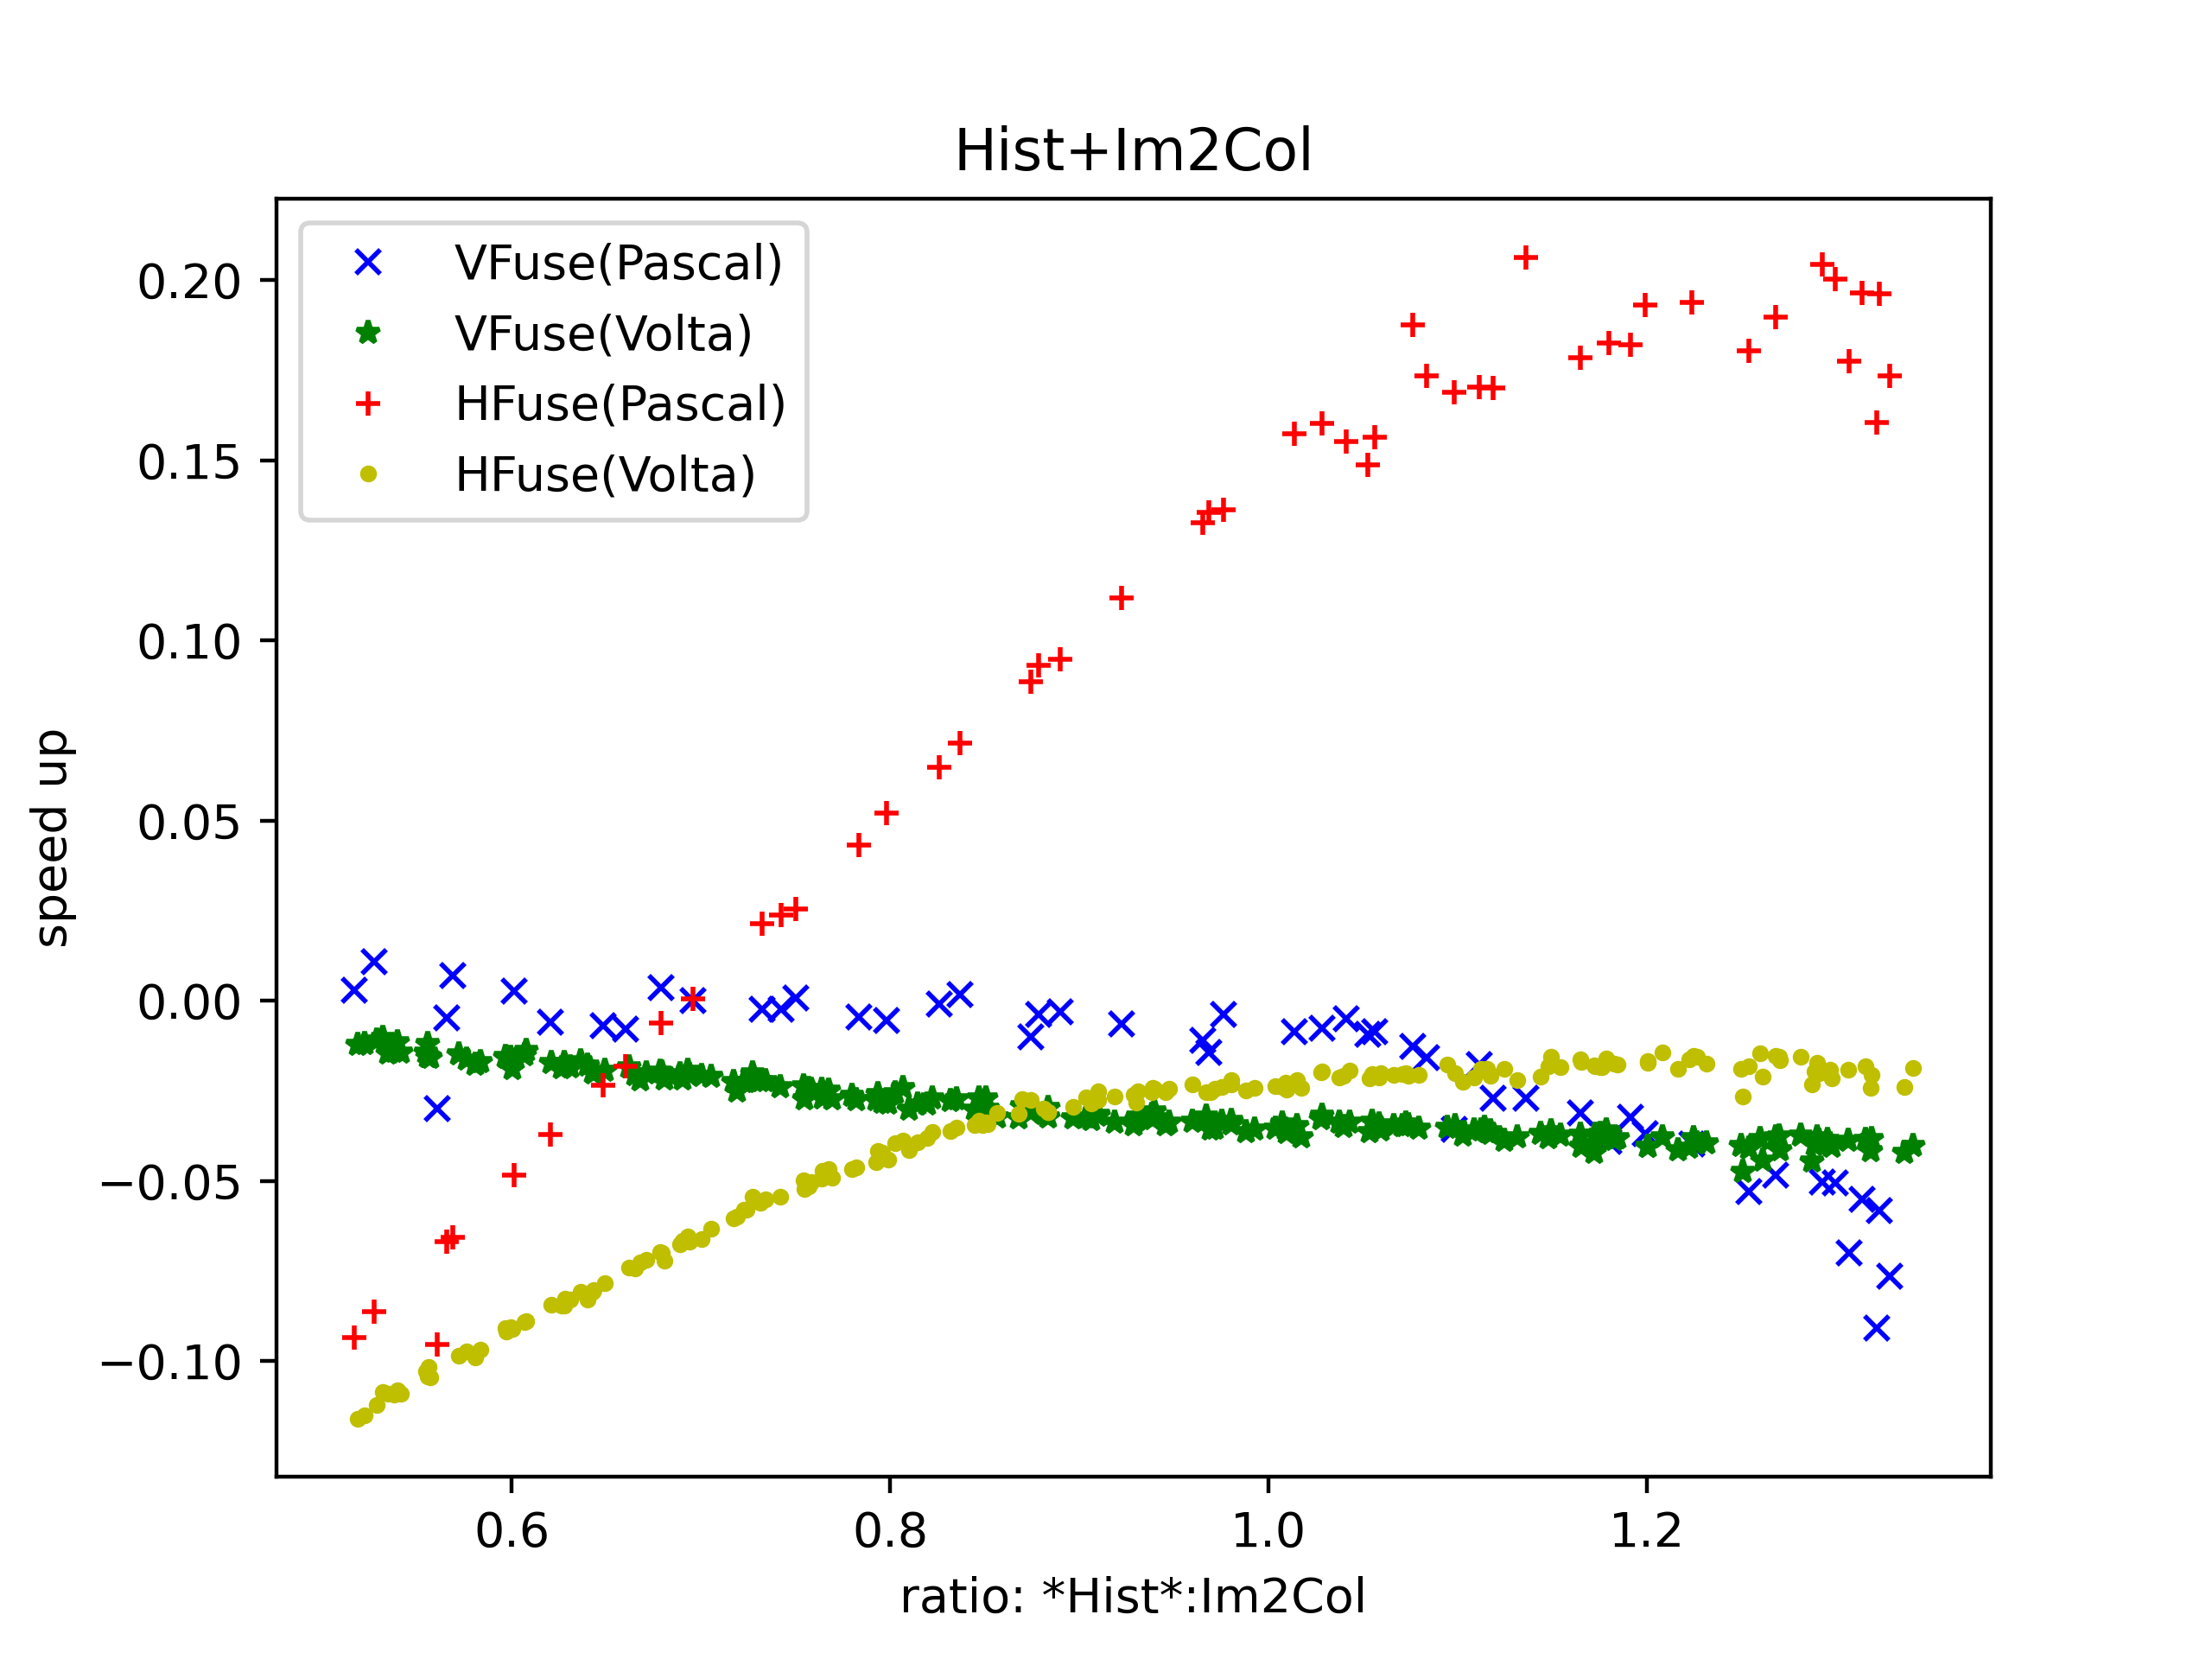 Hist+Im2Col
VFuse(Pascal)
VFuse(Volta)
HFuse(Pascal)
HFuse(Volta)
0.20
0.15
0.10
0.05
0.00
−0.05
−0.10
speed up
0.6 0.8 1.0 1.2
ratio: *Hist*:Im2Col